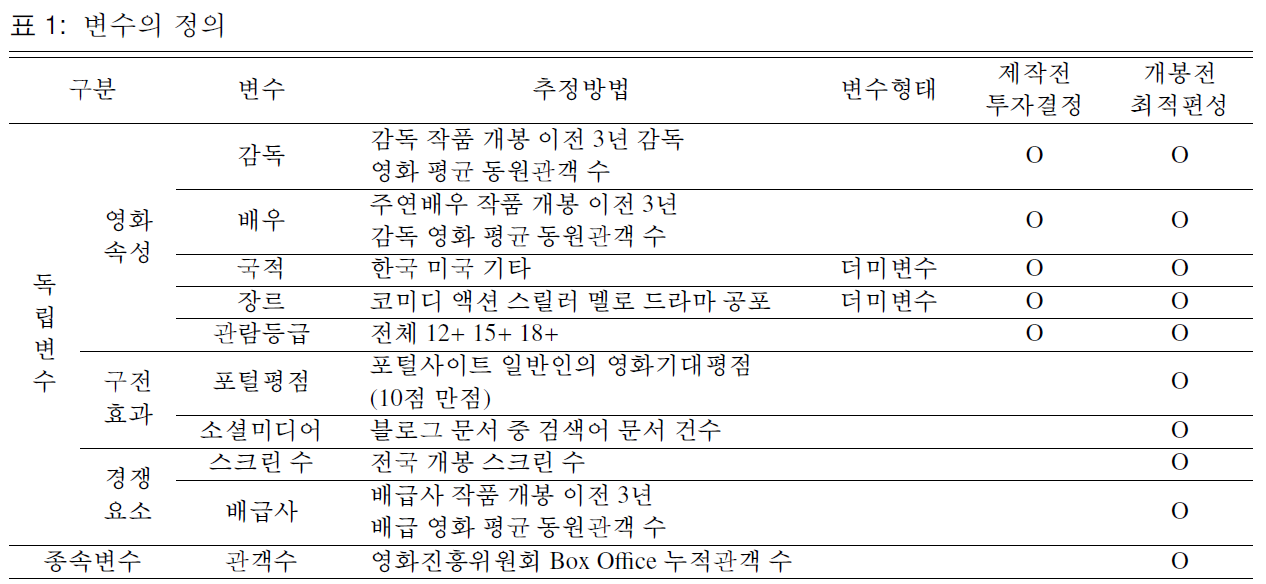 표 1: 변수의 정의
구분 변수 추정방법 변수형태 제작전 투자결정 개봉전 최적편성
독립변수
영화 속성
감독 감독 작품 개봉 이전 3년 감독
영화 평균 동원관객 수 O O
배우 주연배우 작품 개봉 이전 3년
감독 영화 평균 동원관객 수 O O
국적 한국 미국 기타 더미변수 O O
장르 코미디 액션 스릴러 멜로 드라마 공포 더미변수 O O
관람등급 전체 12+ 15+ 18+ O O
구전 효과
포털평점 포털사이트 일반인의 영화기대평점
(10점 만점) O
소셜미디어 블로그 문서 중 검색어 문서 건수 O
경쟁 요소
스크린 수 전국 개봉 스크린 수 O
배급사 배급사 작품 개봉 이전 3년
배급 영화 평균 동원관객 수 O
종속변수 관객수 영화진흥위원회 Box Office 누적관객 수 O